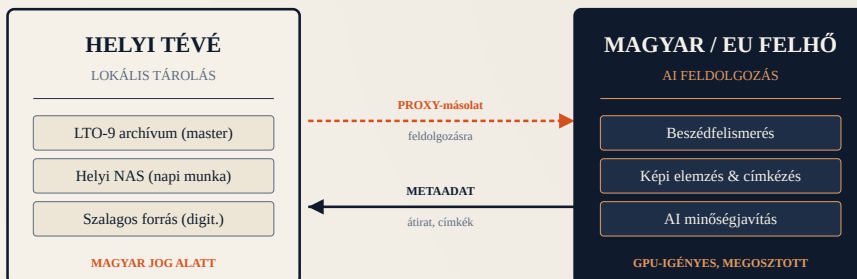 HELYI TÉVÉ
LOKÁLIS TÁROLÁS
LTO-9 archívum (master)
Helyi NAS (napi munka)
Szalagos forrás (digit.)
MAGYAR JOG ALATT
PROXY-másolat
feldolgozásra
METAADAT
átirat, címkék
MAGYAR / EU FELHŐ
AI FELDOLGOZÁS
Beszédfelismerés
Képi elemzés & címkézés
AI minőségjavítás
GPU-IGÉNYES, MEGOSZTOTT